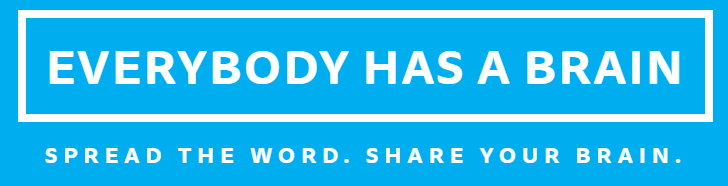 EVERYBODY HAS A BRAIN
SPREAD THE WORD. SHARE YOUR BRAIN.